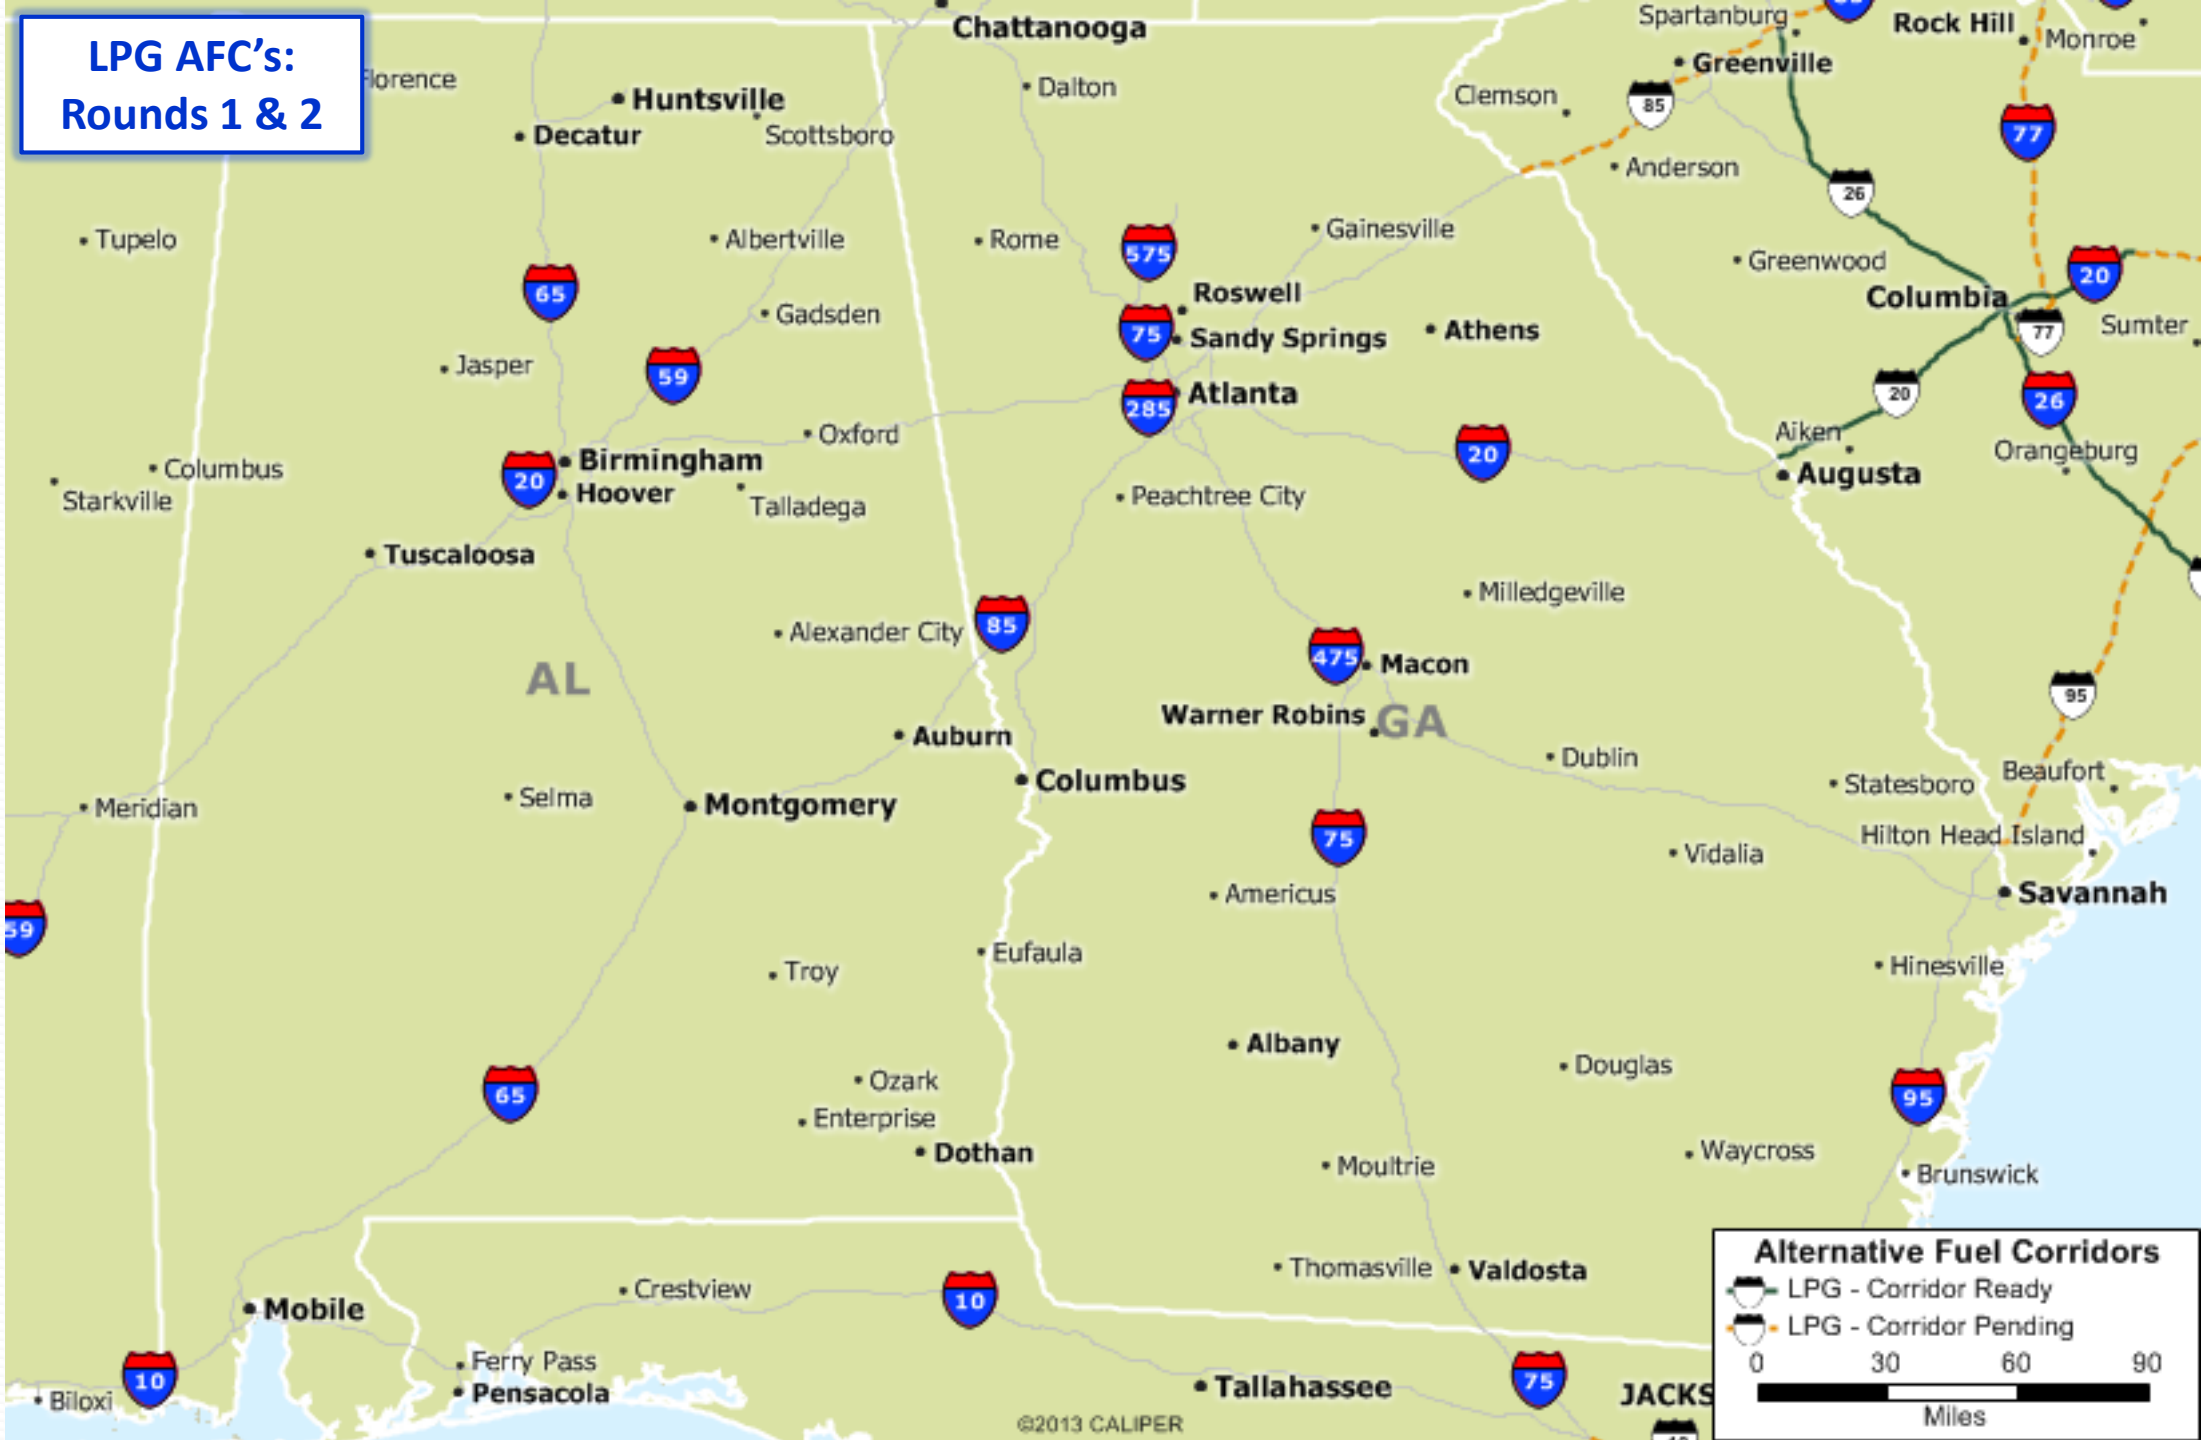 LPG AFC’s:
Rounds 1 & 2
Chattanooga
Spartanburg
Rock Hill
Monroe
Florence
Huntsville
Dalton
Greenville
Clemson
85
77
Decatur
Scottsboro
Anderson
26
Tupelo
Albertville
Rome
575
Gainesville
Greenwood
20
65
Roswell
Columbia
Gadsden
75
Sandy Springs
Athens
77
Sumter
Jasper
59
Atlanta
285
20
26
Oxford
20
Aiken
Orangeburg
Birmingham
Columbus
20
Hoover
Augusta
Starkville
Talladega
Peachtree City
Tuscaloosa
Milledgeville
Alexander City
85
475
Macon
AL
95
Warner Robins
GA
Auburn
Dublin
Beaufort
Columbus
Statesboro
Selma
Montgomery
Meridian
75
Hilton Head Island
Vidalia
Americus
Savannah
59
Eufaula
Troy
Hinesville
Albany
Douglas
65
Ozark
95
Enterprise
Dothan
Moultrie
Waycross
Brunswick
Thomasville
Valdosta
Crestview
10
Mobile
Ferry Pass
10
Pensacola
Biloxi
Tallahassee
75
JACKS
©2013 CALIPER
Alternative Fuel Corridors
LPG - Corridor Ready
LPG - Corridor Pending
0 30 60 90
Miles